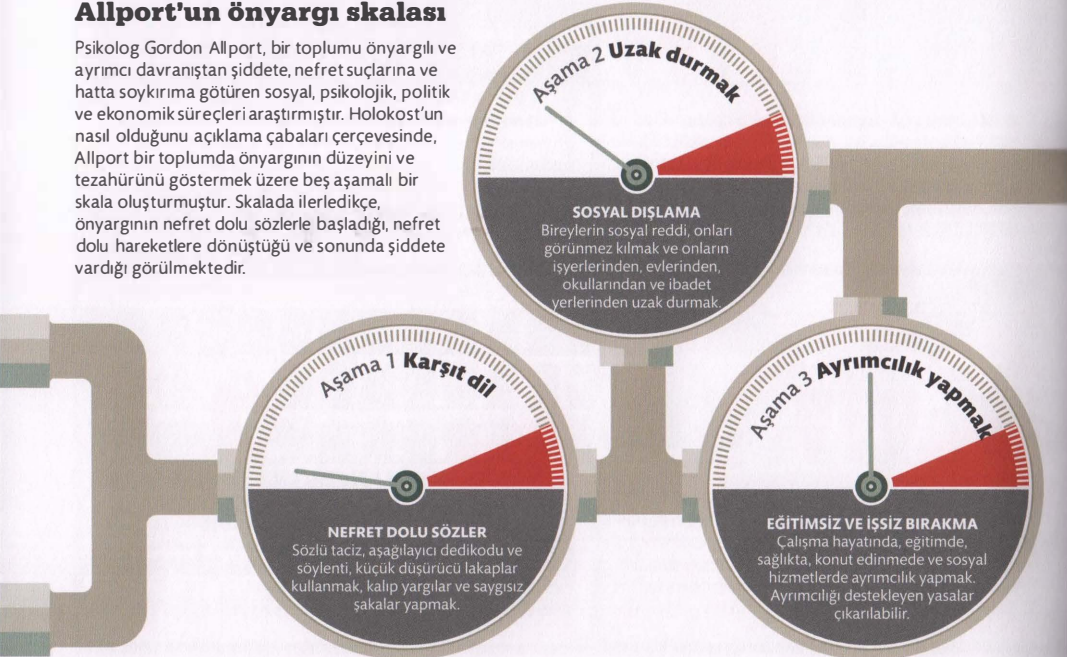 Allport'un önyargı skalası
Psikolog Gordon Allport, bir toplumu önyargılı ve
ayrımcı davranıştan şiddete, nefret suçlarına ve
hatta soykırıma götüren sosyal, psikolojik, politik
ve ekonomik süreçleri araştırmıştır. Holokost'un
nasıl olduğunu açıklama çabaları çerçevesinde,
Allport bir toplumda önyargının düzeyini ve
tezahürünü göstermek üzere beş aşamalı bir
skala oluşturmuştur. Skalada ilerledikçe,
önyargının nefret dolu sözlerle başladığı, nefret
dolu hareketlere dönüştüğü ve sonunda şiddete
vardığı görülmektedir.
Aşama 1 Karşıt dil
NEFRET DOLU SÖZLER
Sözlü taciz, aşağılayıcı dedikodu ve
söylenti, küçük düşürücü lakaplar
kullanmak, kalıp yargılar ve saygısız
şakalar yapmak.
Aşama 2 Uzak durmak
SOSYAL DIŞLAMA
Bireylerin sosyal reddi, onları
görünmez kılmak ve onların
işyerlerinden, evlerinden,
okullarından ve ibadet
yerlerinden uzak durmak.
Aşama 3 Ayrımcılık yapmak
EĞİTİMSİZ VE İŞSİZ BIRAKMA
Çalışma hayatında, eğitimde,
sağlıkta, konut edinmede ve sosyal
hizmetlerde ayrımcılık yapmak.
Ayrımcılığı destekleyen yasalar
çıkarılabilir.